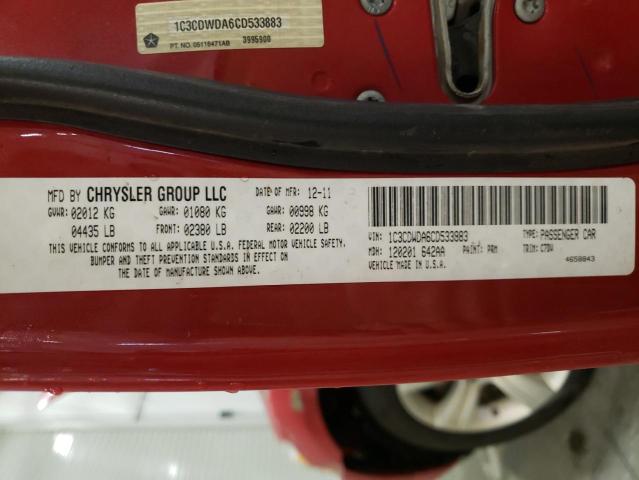 1C3CDWDA6CD533883
PT. NO. 05116471AB 3995900
MFD BY CHRYSLER GROUP LLC DATE OF MFR: 12-11
GVWR: 02012 KG GAWR: 01080 KG GAWR: 00998 KG
04435 LB FRONT: 02380 LB REAR: 02200 LB
THIS VEHICLE CONFORMS TO ALL APPLICABLE U.S.A. FEDERAL MOTOR VEHICLE SAFETY,
BUMPER AND THEFT PREVENTION STANDARDS IN EFFECT ON
THE DATE OF MANUFACTURE SHOWN ABOVE.
VIN: 1C3CDWDA6CD533883 TYPE: PASSENGER CAR
MDH: 120201 642AA PAINT: PRM TRIM: C7DV
VEHICLE MADE IN U.S.A. 4658843